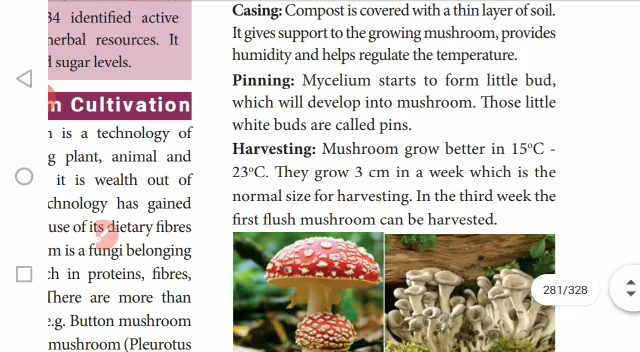 34 identified active
herbal resources. It
sugar levels.
Cultivation
is a technology of
plant, animal and
it is wealth out of
technology has gained
of its dietary fibres
is a fungi belonging
in proteins, fibres,
There are more than
e.g. Button mushroom
mushroom (Pleurotus
Casing: Compost is covered with a thin layer of soil.
It gives support to the growing mushroom, provides
humidity and helps regulate the temperature.
Pinning: Mycelium starts to form little bud,
which will develop into mushroom. Those little
white buds are called pins.
Harvesting: Mushroom grow better in 15°C -
23°C. They grow 3 cm in a week which is the
normal size for harvesting. In the third week the
first flush mushroom can be harvested.
281/328